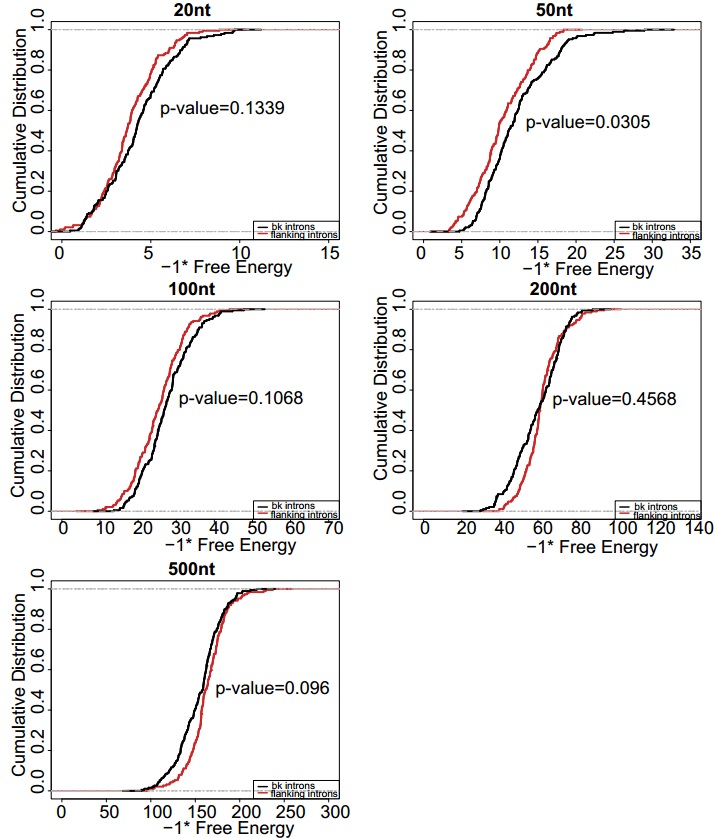 20nt
Cumulative Distribution
0.0 0.2 0.4 0.6 0.8 1.0
p-value=0.1339
bk introns
flanking introns
0 5 10 15
−1* Free Energy
50nt
Cumulative Distribution
0.0 0.2 0.4 0.6 0.8 1.0
p-value=0.0305
bk introns
flanking introns
0 5 10 15 20 25 30 35
−1* Free Energy
100nt
Cumulative Distribution
0.0 0.2 0.4 0.6 0.8 1.0
p-value=0.1068
bk introns
flanking introns
0 10 20 30 40 50 60 70
−1* Free Energy
200nt
Cumulative Distribution
0.0 0.2 0.4 0.6 0.8 1.0
p-value=0.4568
bk introns
flanking introns
0 20 40 60 80 100 120 140
−1* Free Energy
500nt
Cumulative Distribution
0.0 0.2 0.4 0.6 0.8 1.0
p-value=0.096
bk introns
flanking introns
0 50 100 150 200 250 300
−1* Free Energy